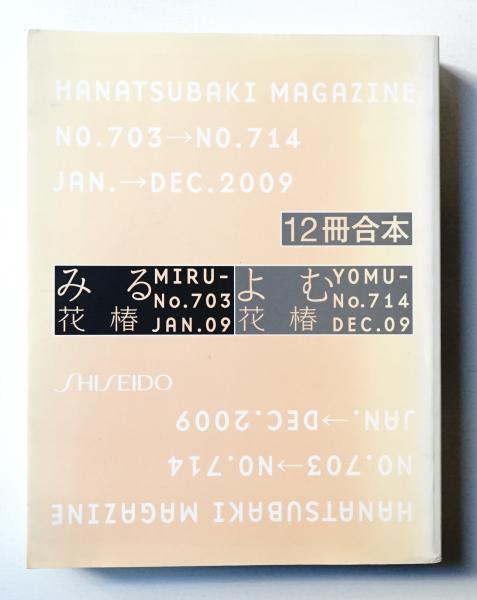 HANATSUBAKI MAGAZINE
NO.703→NO.714
JAN.→DEC.2009
12冊合本
みる MIRU-
花椿 No.703
JAN.09
よむ YOMU-
花椿 No.714
DEC.09
SHISEIDO
JAN.→DEC.2009
NO.703→NO.714
HANATSUBAKI MAGAZINE